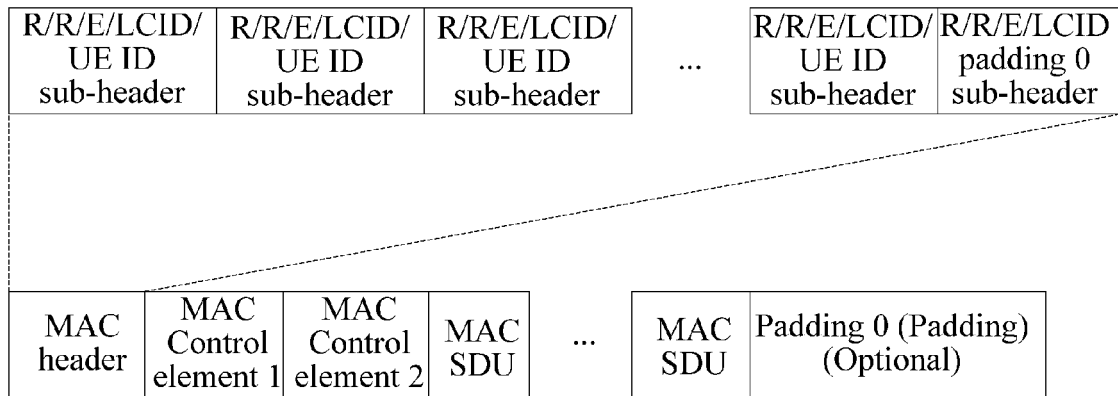 R/R/E/LCID/ R/R/E/LCID/ R/R/E/LCID/ R/R/E/LCID/ R/R/E/LCID
UE ID UE ID UE ID ... UE ID padding 0
sub-header sub-header sub-header sub-header sub-header
MAC MAC MAC MAC MAC Padding 0 (Padding)
header Control Control SDU ... SDU (Optional)
element 1 element 2